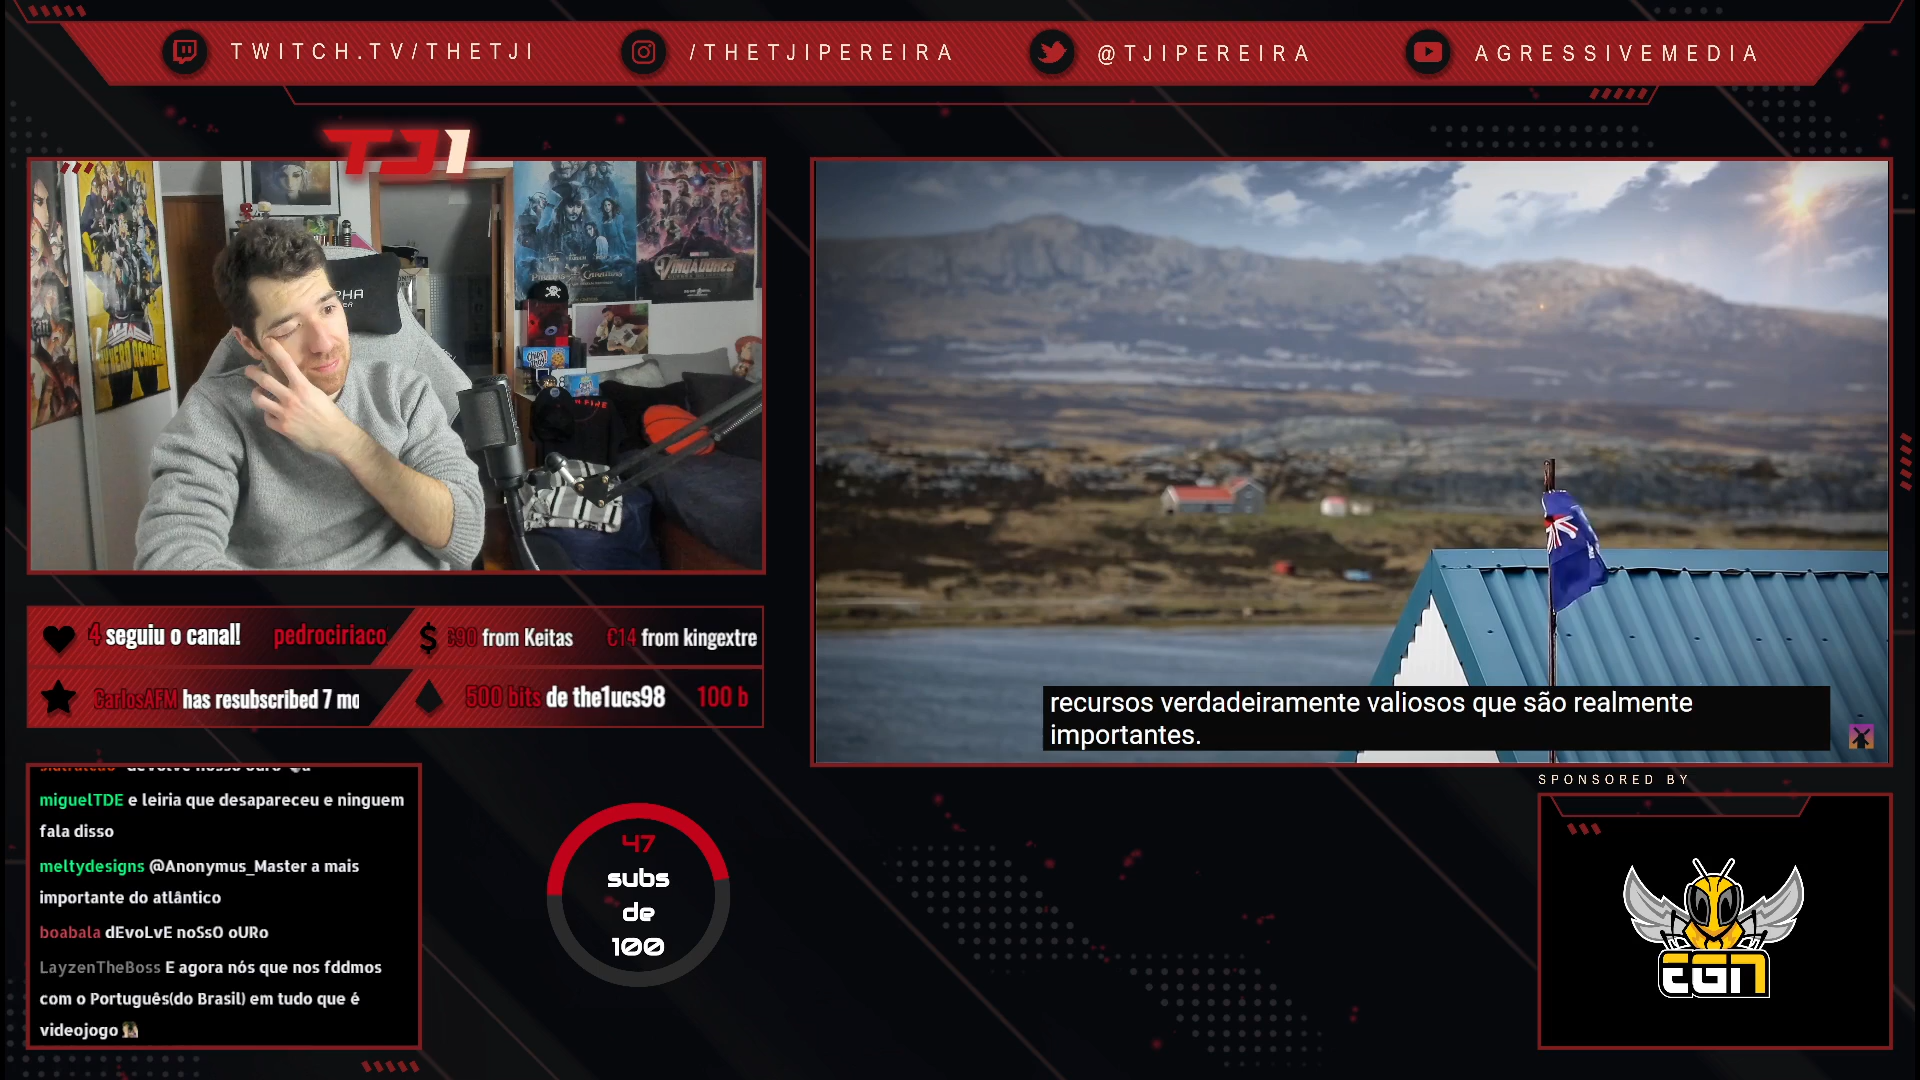 TWITCH.TV/THETJI
/THETJIPEREIRA
@TJIPEREIRA
AGRESSIVEMEDIA
TJ1
VINGADORES
4 seguiu o canal! pedrociriaco
$ €90 from Keitas €14 from kingextre
CarlosAFM has resubscribed 7 mo
500 bits de the1ucs98 100 b
miguelTDE e leiria que desapareceu e ninguem
fala disso
meltydesigns @Anonymus_Master a mais
importante do atlântico
boabala dEvoLvE noSsO oURo
LayzenTheBoss E agora nós que nos fddmos
com o Português(do Brasil) em tudo que é
videojogo
47
subs
de
100
recursos verdadeiramente valiosos que são realmente
importantes.
SPONSORED BY
EGN